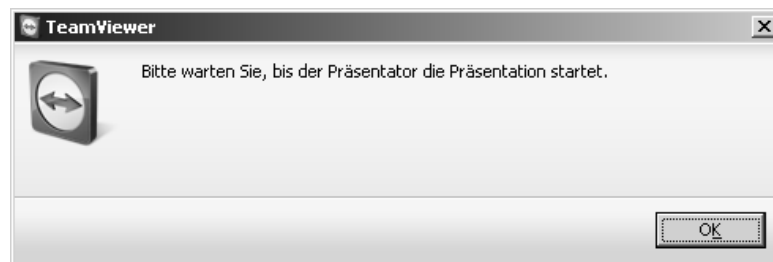 TeamViewer
Bitte warten Sie, bis der Präsentator die Präsentation startet.
OK